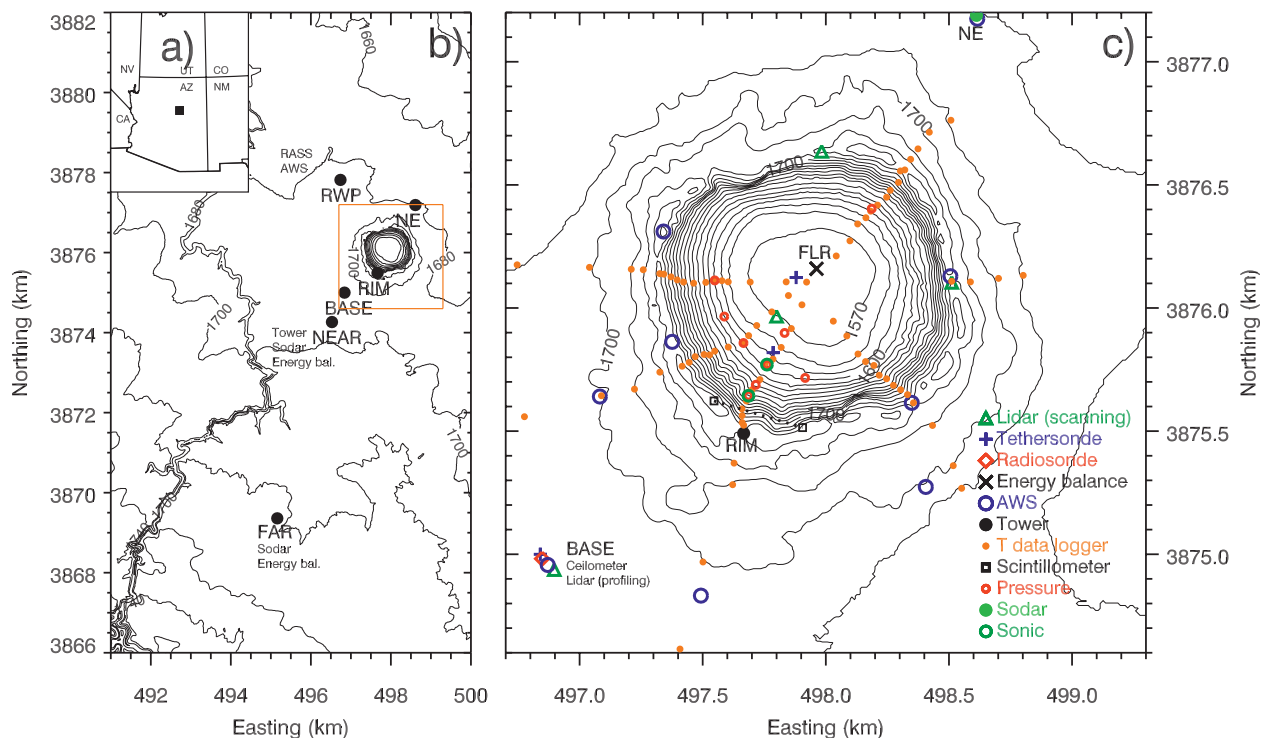 a)
NV
UT
CO
AZ
NM
CA
b)
3882
3880
3878
3876
3874
3872
3870
3868
3866
Northing (km)
1660
RASS
AWS
RWP
1680
NE
1700
1680
RIM
BASE
1700
NEAR
Tower
Sodar
Energy bal.
1700
1740
FAR
Sodar
Energy bal.
492
494
496
498
500
Easting (km)
c)
NE
1700
1700
FLR
1570
1700
1620
1700
RIM
BASE
Ceilometer
Lidar (profiling)
Lidar (scanning)
Tethersonde
Radiosonde
Energy balance
AWS
Tower
T data logger
Scintillometer
Pressure
Sodar
Sonic
3877.0
3876.5
3876.0
3875.5
3875.0
Northing (km)
497.0
497.5
498.0
498.5
499.0
Easting (km)